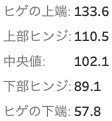 ヒゲの上端: 133.6
上部ヒンジ: 110.5
中央値: 102.1
下部ヒンジ: 89.1
ヒゲの下端: 57.8